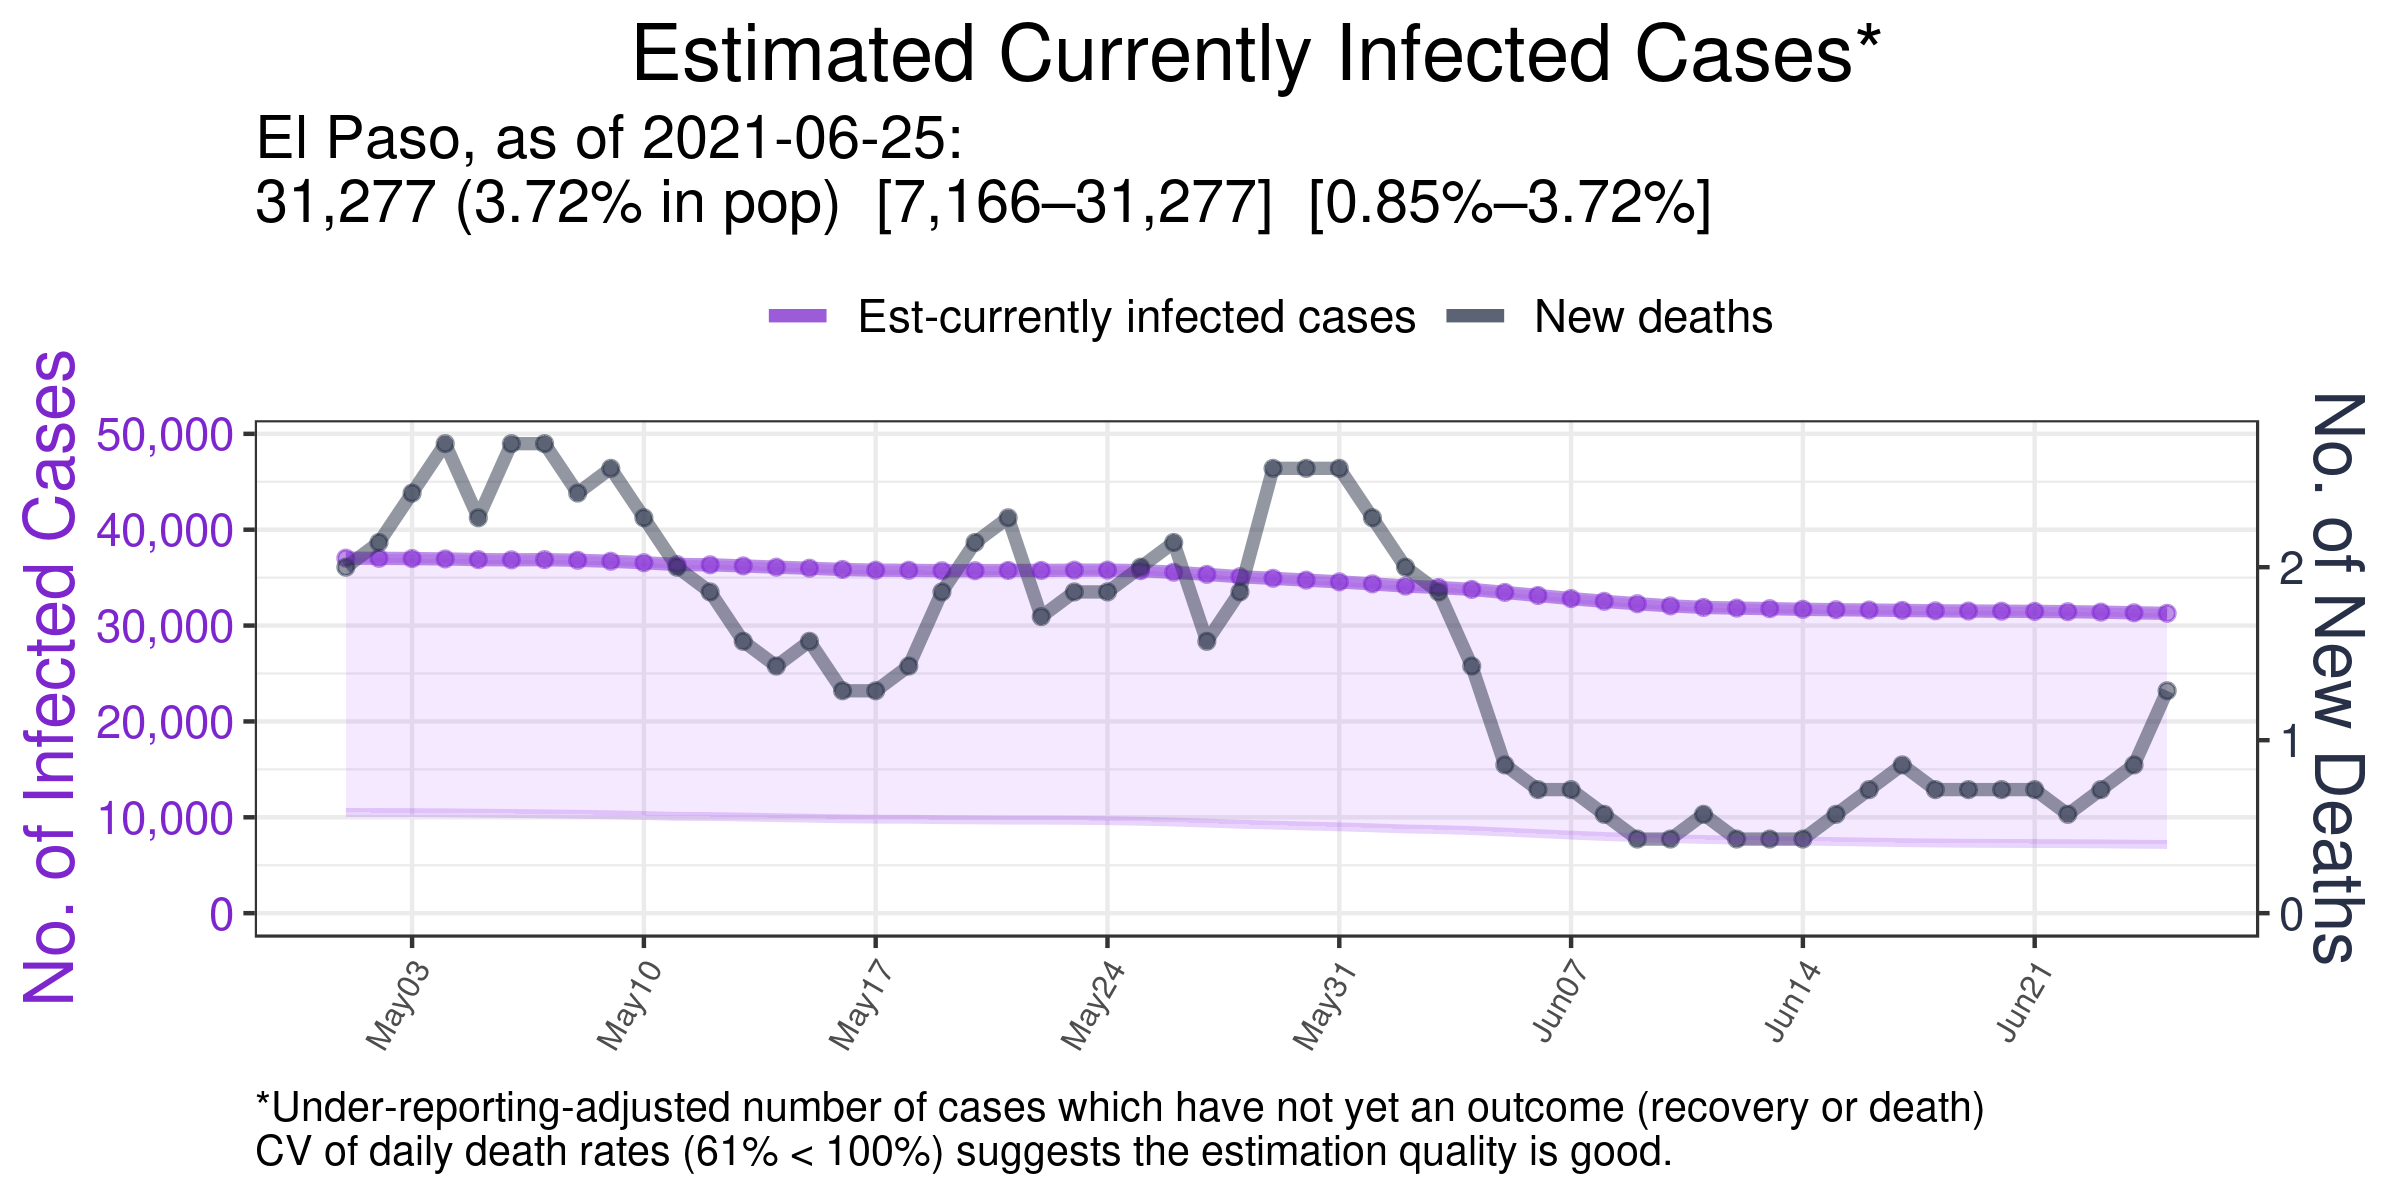 Estimated Currently Infected Cases*
El Paso, as of 2021-06-25:
31,277 (3.72% in pop)  [7,166–31,277]  [0.85%–3.72%]
Est-currently infected cases
New deaths
No. of Infected Cases
50,000
40,000
30,000
20,000
10,000
0
2
1
0
No. of New Deaths
May03
May10
May17
May24
May31
Jun07
Jun14
Jun21
*Under-reporting-adjusted number of cases which have not yet an outcome (recovery or death)
CV of daily death rates (61% < 100%) suggests the estimation quality is good.